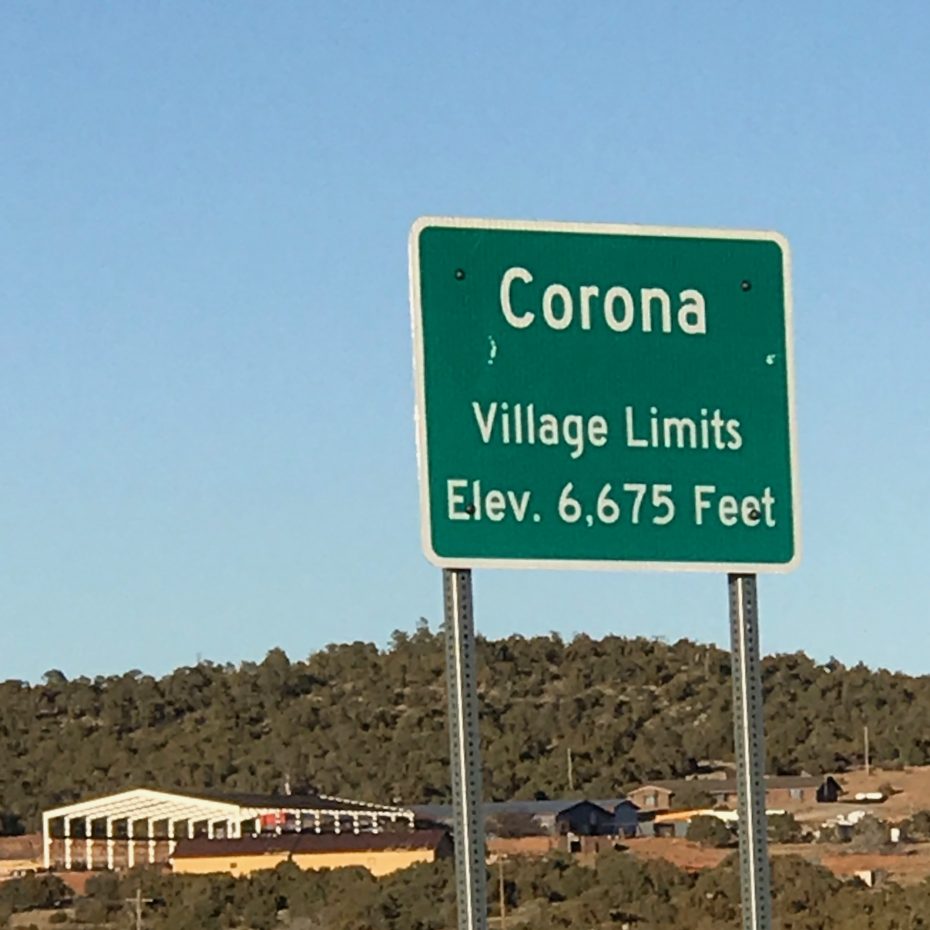 Corona
Village Limits
Elev. 6,675 Feet